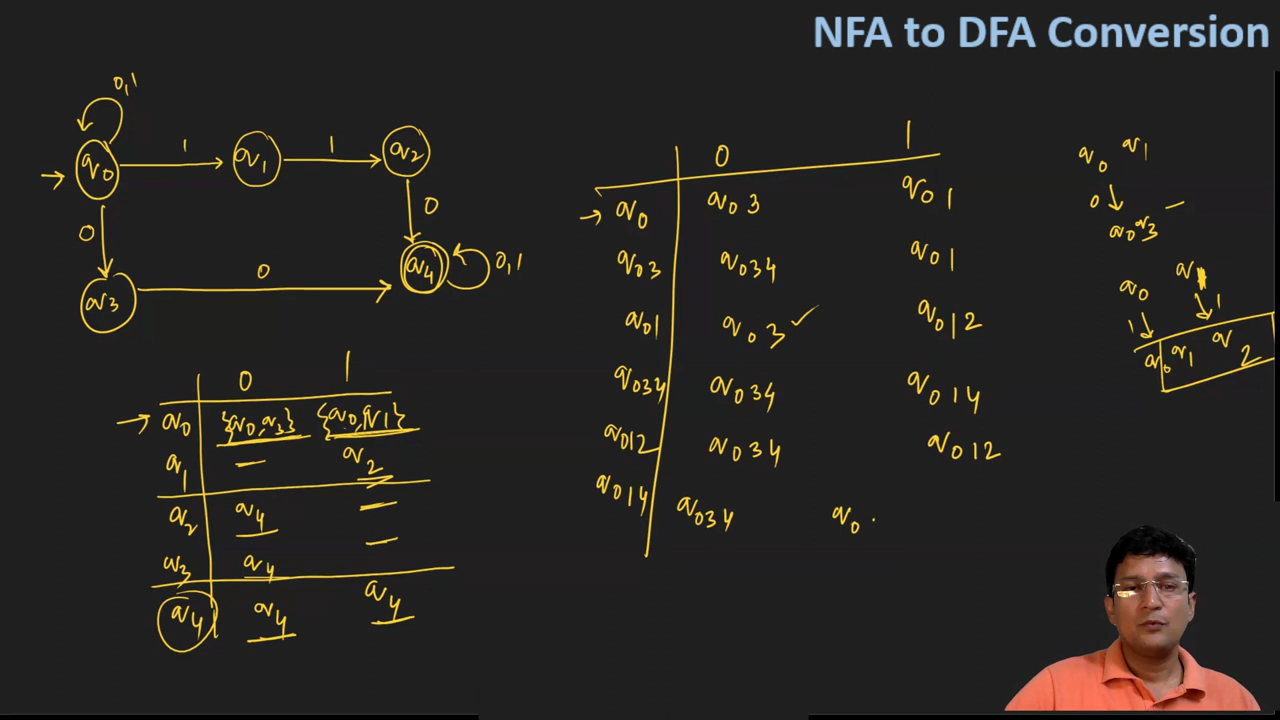 NFA to DFA Conversion
0,1
q0 1 q1 1 q2
0 0
q3 0 q4 0,1
0 1
q0 {q0,q3} {q0,q1}
q1 — q2
q2 q4 —
q3 q4 —
q4 q4 q4
0 1
q0 q03 q01
q03 q034 q01
q01 q03 ✓ q012
q034 q034 q014
q012 q034 q012
q014 q034 q0
q0 q1
0
q0 q3 —
q0 q1
1 1
q0 q1 q2